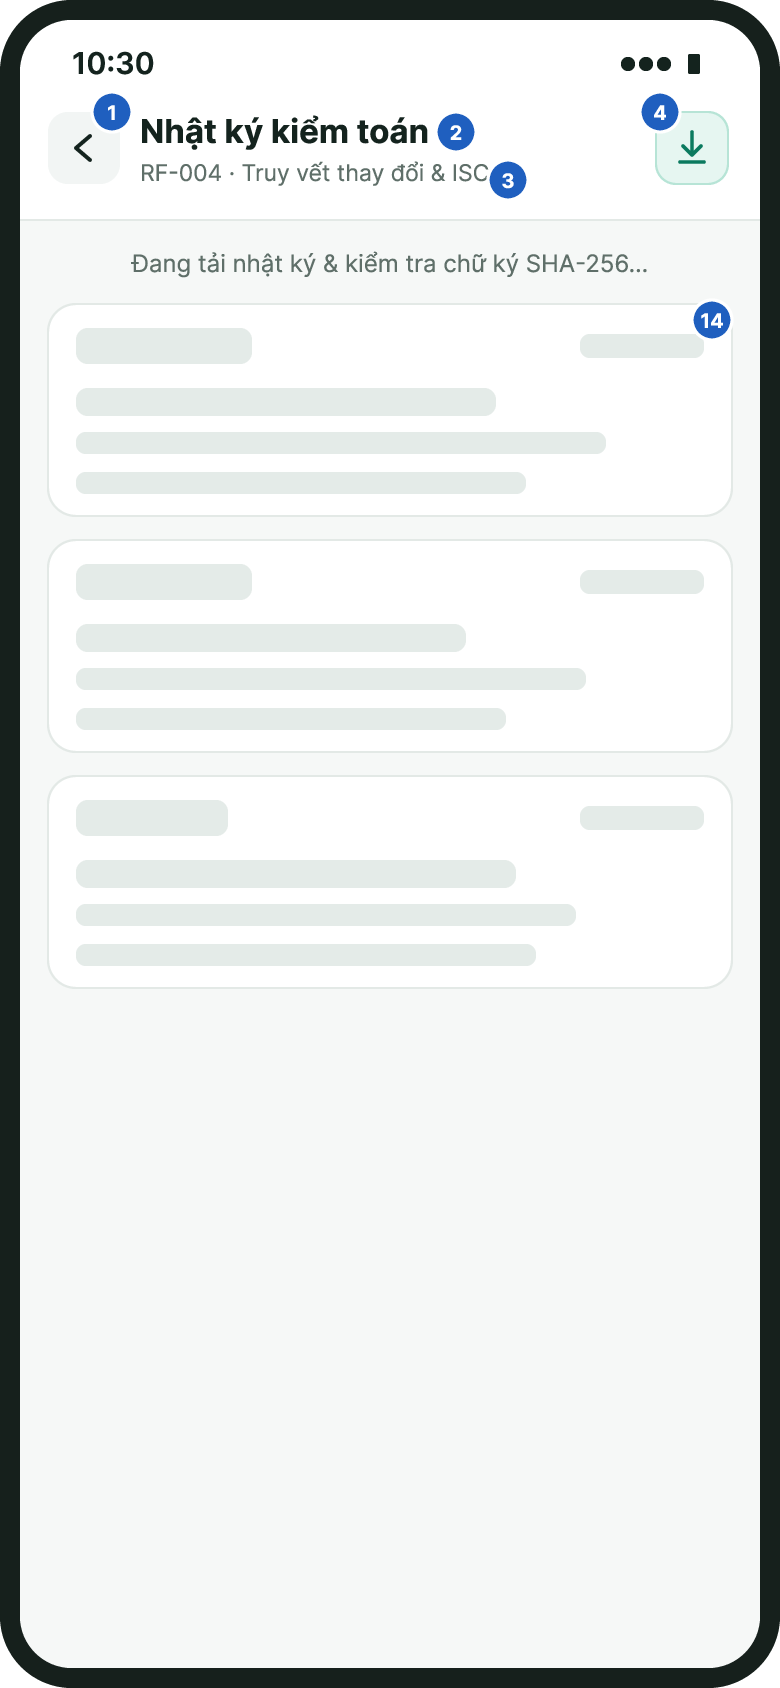 10:30
1
Nhật ký kiểm toán 2
4
RF-004 · Truy vết thay đổi & ISC
3
Đang tải nhật ký & kiểm tra chữ ký SHA-256...
14